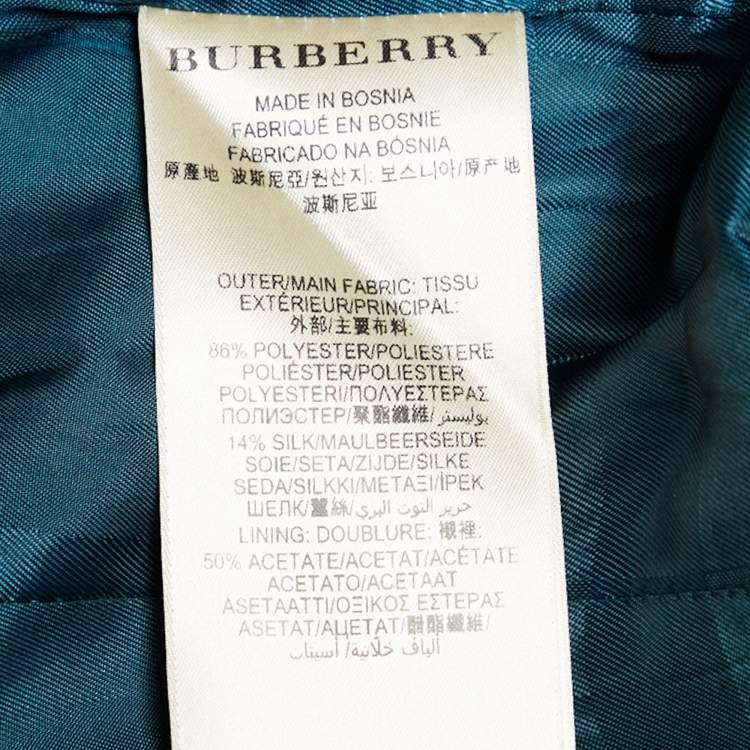 BURBERRY
MADE IN BOSNIA
FABRIQUÉ EN BOSNIE
FABRICADO NA BÓSNIA
原產地 波斯尼亞/원산지: 보스니아/原产地
波斯尼亚
OUTER/MAIN FABRIC: TISSU
EXTÉRIEUR/PRINCIPAL:
外部/主要布料:
86% POLYESTER/POLIESTERE
POLIÉSTER/POLIESTER
POLYESTERI/ΠΟΛΥΕΣΤΕΡΑΣ
ПОЛИЭСТЕР/聚酯纖維/بوليستر
14% SILK/MAULBEERSEIDE
SOIE/SETA/ZIJDE/SILKE
SEDA/SILKKI/ΜΕΤΑΞΙ/İPEK
ШЕЛК/蠶絲/حرير التوت البري
LINING: DOUBLURE: 襯裡:
50% ACETATE/ACETAT/ACÉTATE
ACETATO/ACETAAT
ASETAATTI/ΟΞΙΚΟΣ ΕΣΤΕΡΑΣ
ASETAT/АЦЕТАТ/醋酯纖維/
ألياف خلّاتية/أسيتات